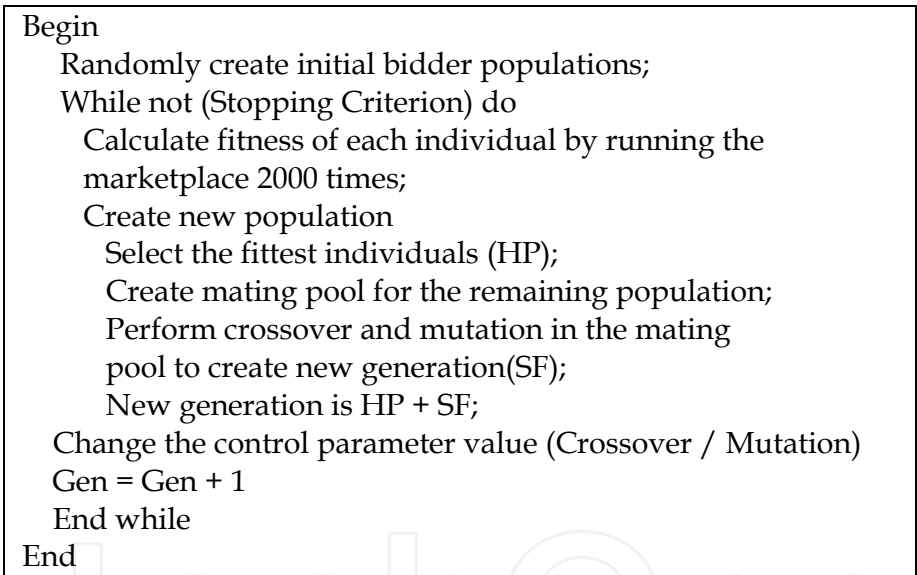 Begin
Randomly create initial bidder populations;
While not (Stopping Criterion) do
Calculate fitness of each individual by running the
marketplace 2000 times;
Create new population
Select the fittest individuals (HP);
Create mating pool for the remaining population;
Perform crossover and mutation in the mating
pool to create new generation(SF);
New generation is HP + SF;
Change the control parameter value (Crossover / Mutation)
Gen = Gen + 1
End while
End